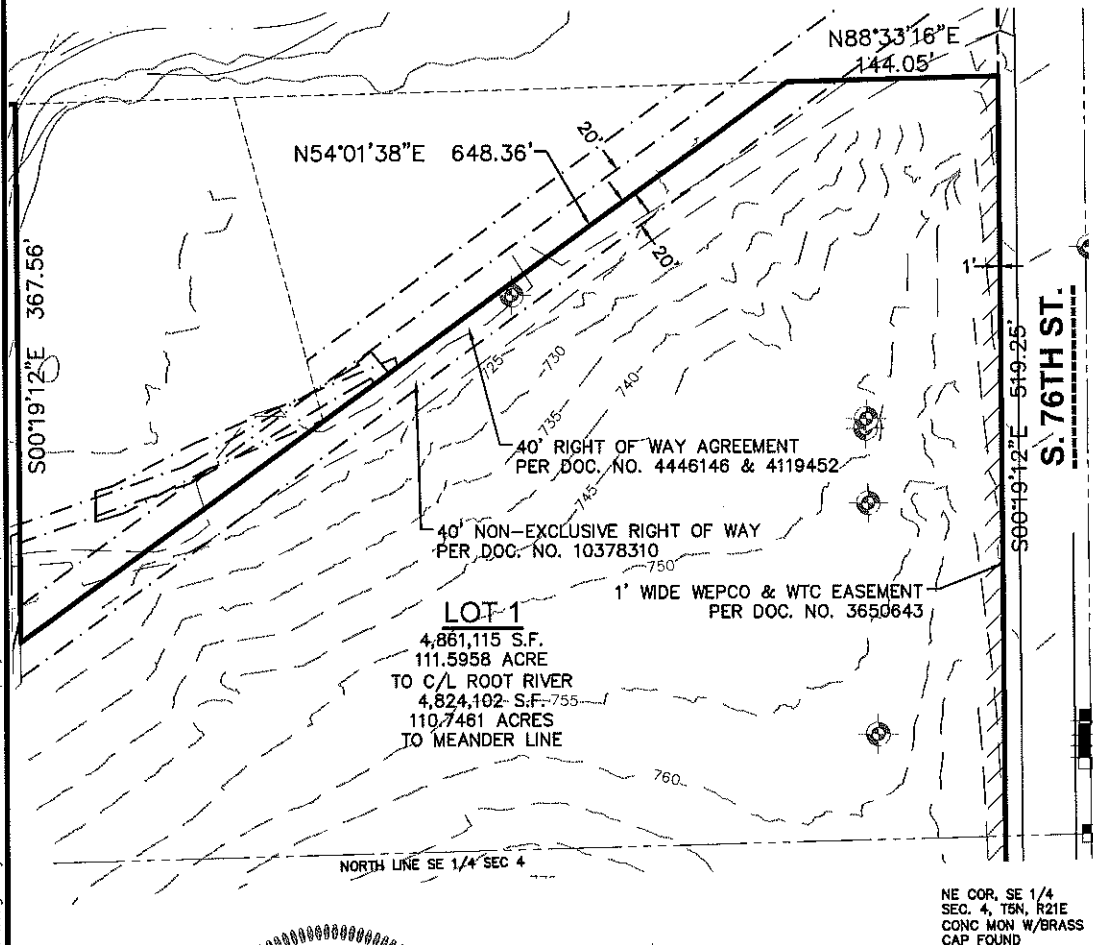 N88°33'16"E
144.05'
20'
N54°01'38"E 648.36'
20'
S00°19'12"E 367.56'
1'
S. 76TH ST.
S00°19'12"E 519.25'
725
730
740
735
745
40' RIGHT OF WAY AGREEMENT
PER DOC. NO. 4446146 & 4119452
40' NON-EXCLUSIVE RIGHT OF WAY
PER DOC. NO. 10378310
750
1' WIDE WEPCO & WTC EASEMENT
PER DOC. NO. 3650643
LOT 1
4,861,115 S.F.
111.5958 ACRE
TO C/L ROOT RIVER
4,824,102 S.F.
755
110.7461 ACRES
TO MEANDER LINE
760
NORTH LINE SE 1/4 SEC 4
NE COR, SE 1/4
SEC. 4, T5N, R21E
CONC MON W/BRASS
CAP FOUND